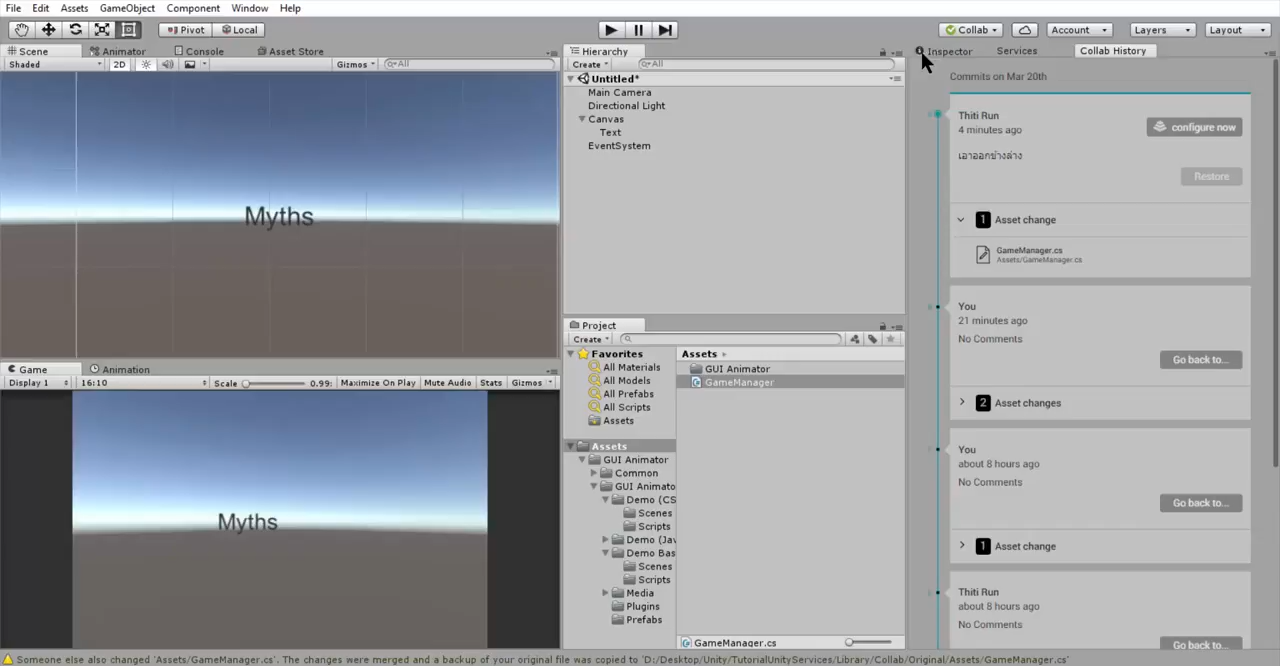 File Edit Assets GameObject Component Window Help
Pivot Local Collab Account Layers Layout
Scene Animator Console Asset Store
Shaded 2D Gizmos All
Myths
Game Animation
Display 1 16:10 Scale 0.99: Maximize On Play Mute Audio Stats Gizmos
Myths
Hierarchy
Create All
Untitled*
Main Camera
Directional Light
Canvas
Text
EventSystem
Project
Create
Favorites
All Materials
All Models
All Prefabs
All Scripts
Assets
Assets
GUI Animator
Common
GUI Animato
Demo (CS
Scenes
Scripts
Demo (Jav
Demo Bas
Scenes
Scripts
Media
Plugins
Prefabs
Assets
GUI Animator
GameManager
GameManager.cs
Inspector Services Collab History
Commits on Mar 20th
Thiti Run
4 minutes ago
configure now
เอาออกข้างล่าง
Restore
1 Asset change
GameManager.cs
Assets/GameManager.cs
You
21 minutes ago
No Comments
Go back to...
2 Asset changes
You
about 8 hours ago
No Comments
Go back to...
1 Asset change
Thiti Run
about 8 hours ago
No Comments
Go back to...
Someone else also changed 'Assets/GameManager.cs'. The changes were merged and a backup of your original file was copied to 'D:/Desktop/Unity/TutorialUnityServices/Library/Collab/Original/Assets/GameManager.cs'